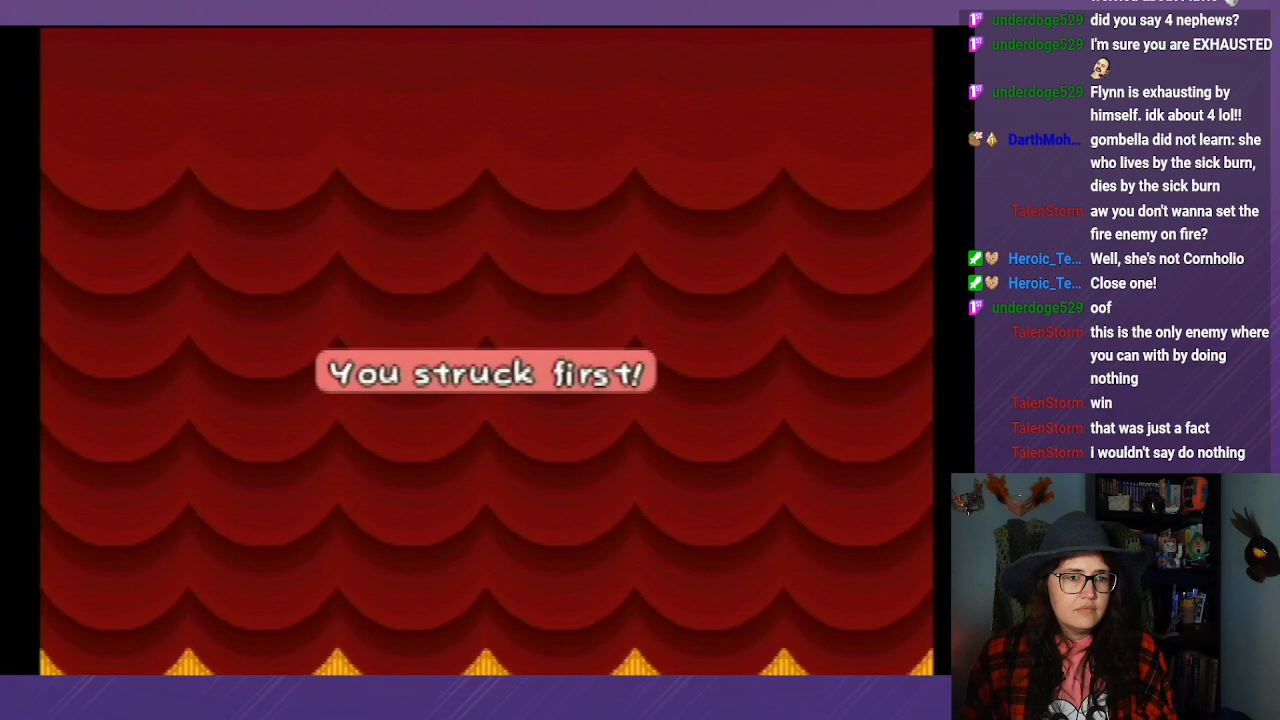 You struck first!
underdoge529 did you say 4 nephews?
underdoge529 I'm sure you are EXHAUSTED
underdoge529 Flynn is exhausting by
himself. idk about 4 lol!!
DarthMoh... gombella did not learn: she
who lives by the sick burn,
dies by the sick burn
TalenStorm aw you don't wanna set the
fire enemy on fire?
Heroic_Te... Well, she's not Cornholio
Heroic_Te... Close one!
underdoge529 oof
TalenStorm this is the only enemy where
you can with by doing
nothing
TalenStorm win
TalenStorm that was just a fact
TalenStorm i wouldn't say do nothing